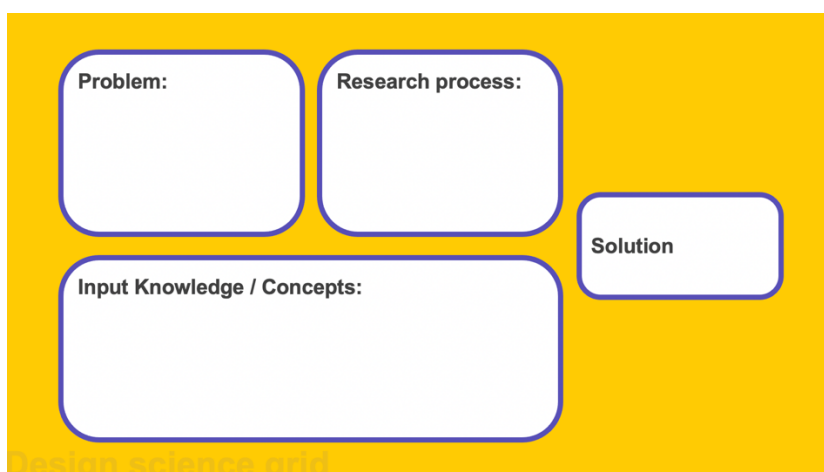 Problem:
Research process:
Solution
Input Knowledge / Concepts:
Design science grid